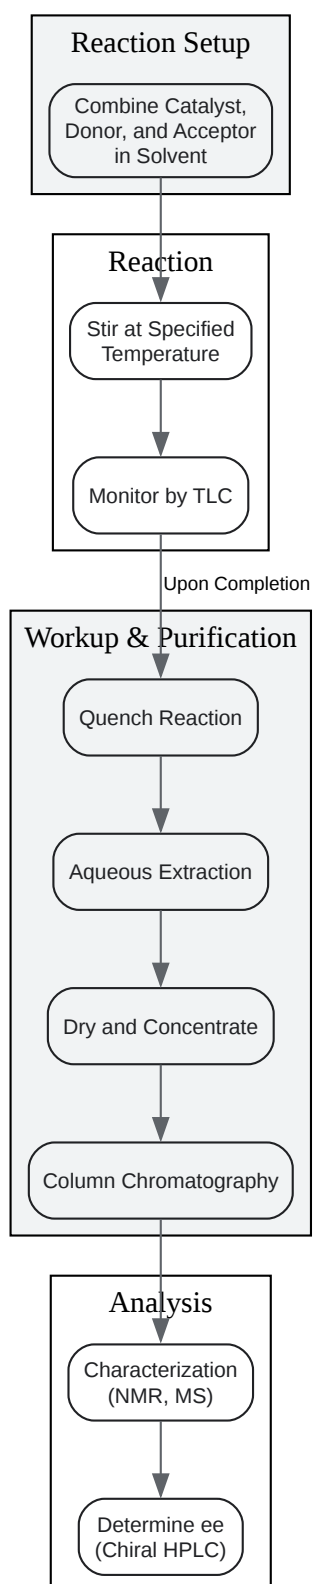 Reaction Setup
Combine Catalyst,
Donor, and Acceptor
in Solvent
Reaction
Stir at Specified
Temperature
Monitor by TLC
Upon Completion
Workup & Purification
Quench Reaction
Aqueous Extraction
Dry and Concentrate
Column Chromatography
Analysis
Characterization
(NMR, MS)
Determine ee
(Chiral HPLC)